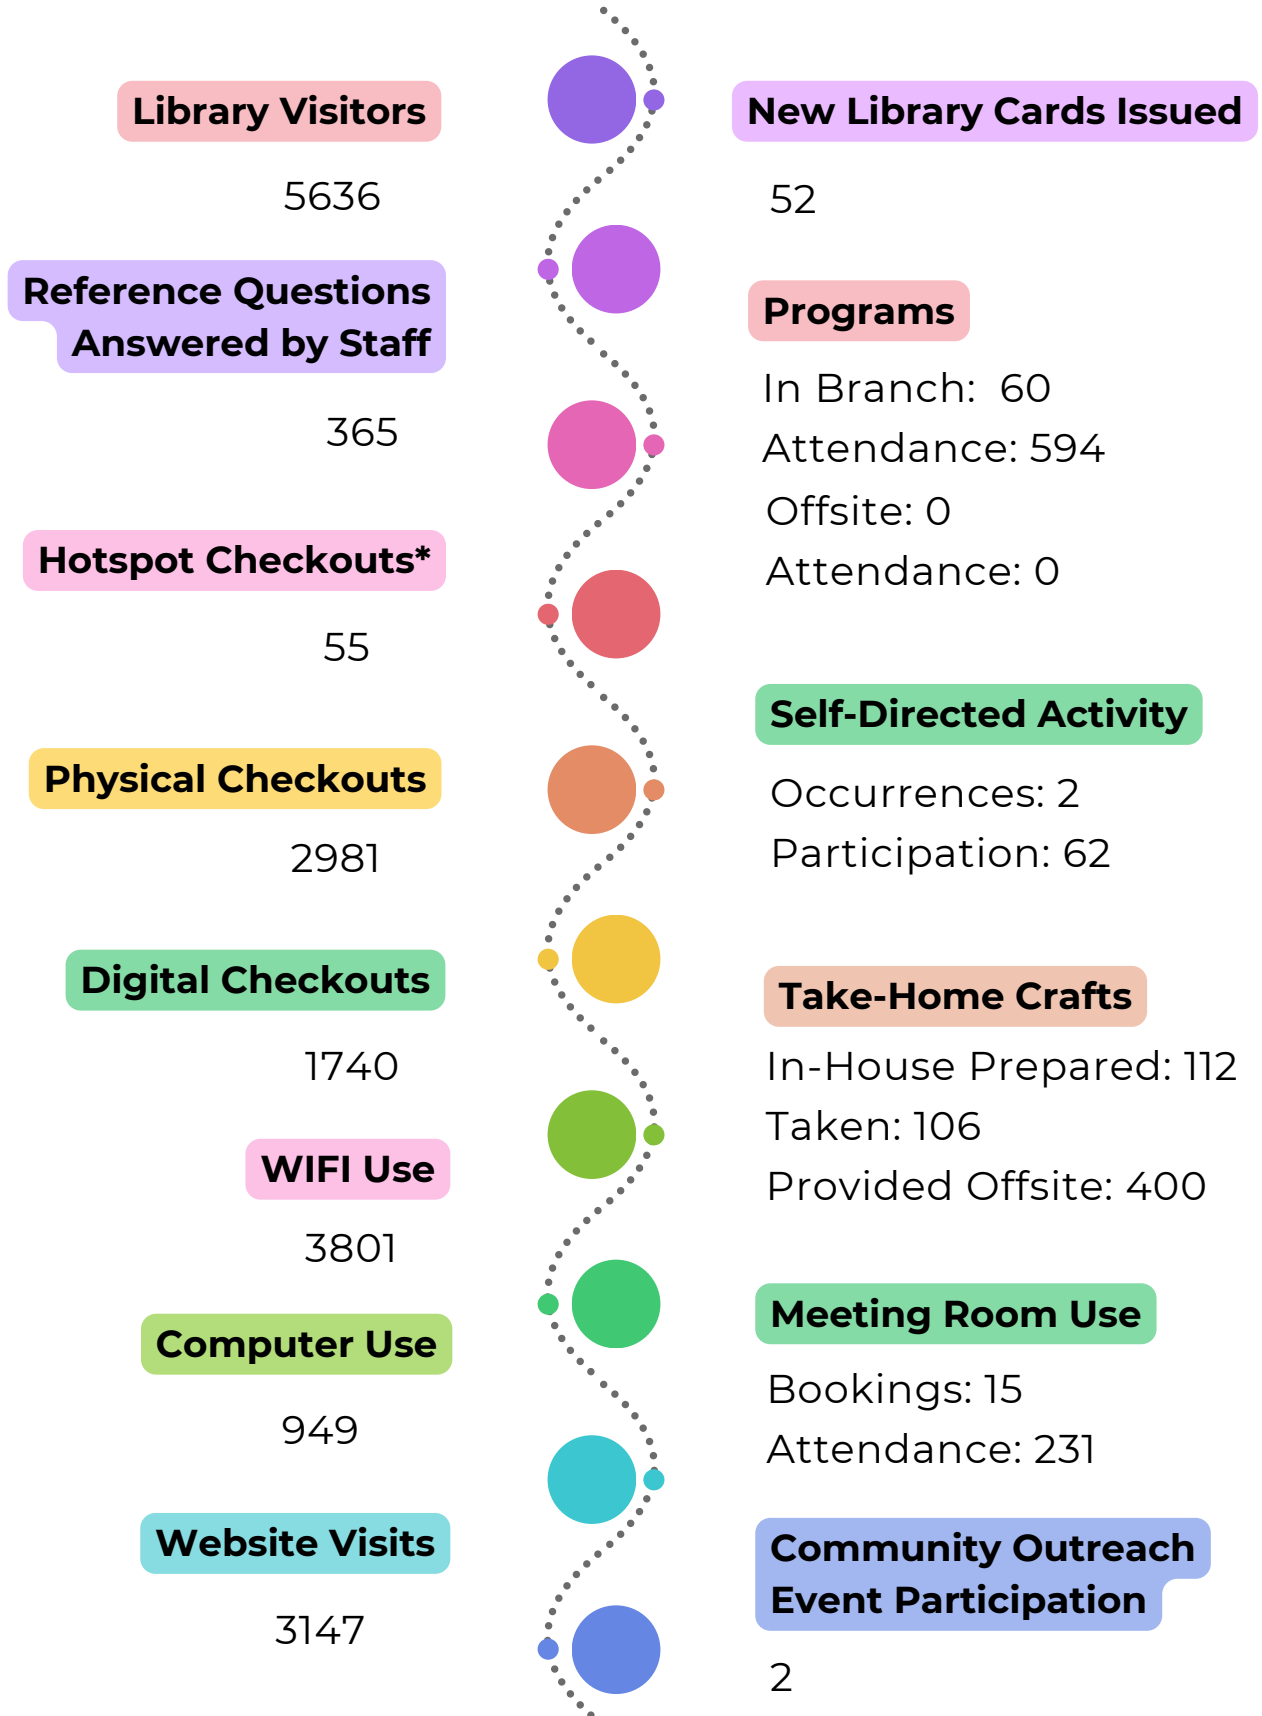 Library Visitors
5636
Reference Questions
Answered by Staff
365
Hotspot Checkouts*
55
Physical Checkouts
2981
Digital Checkouts
1740
WIFI Use
3801
Computer Use
949
Website Visits
3147
New Library Cards Issued
52
Programs
In Branch: 60
Attendance: 594
Offsite: 0
Attendance: 0
Self-Directed Activity
Occurrences: 2
Participation: 62
Take-Home Crafts
In-House Prepared: 112
Taken: 106
Provided Offsite: 400
Meeting Room Use
Bookings: 15
Attendance: 231
Community Outreach
Event Participation
2